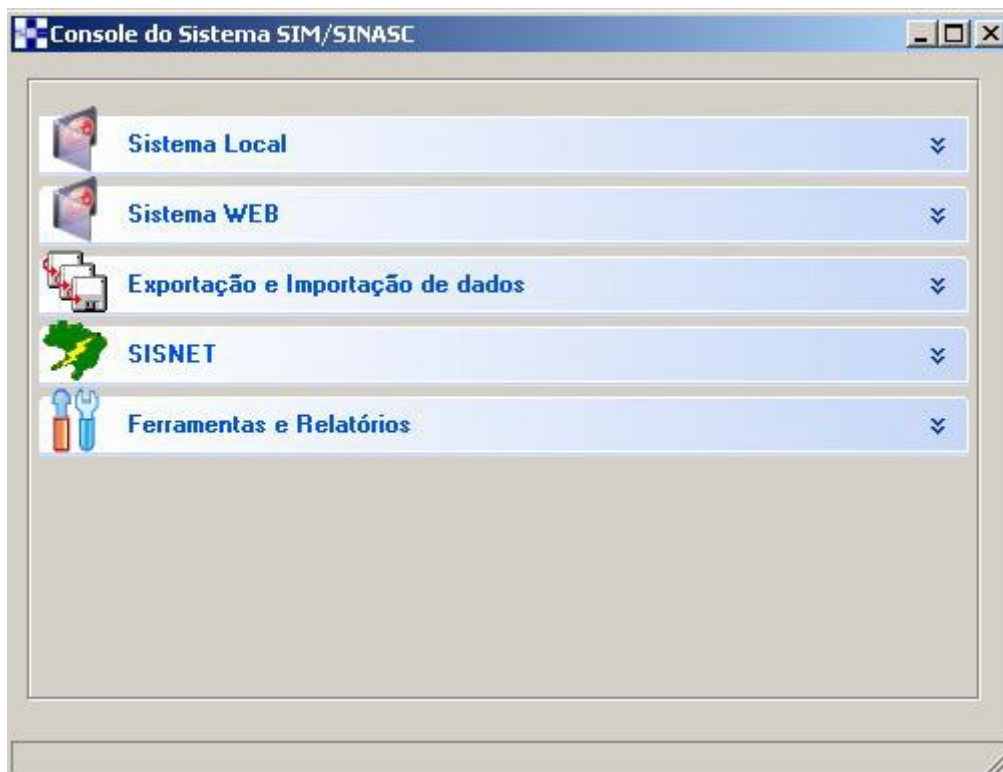 Console do Sistema SIM/SINASC
Sistema Local
Sistema WEB
Exportação e Importação de dados
SISNET
Ferramentas e Relatórios